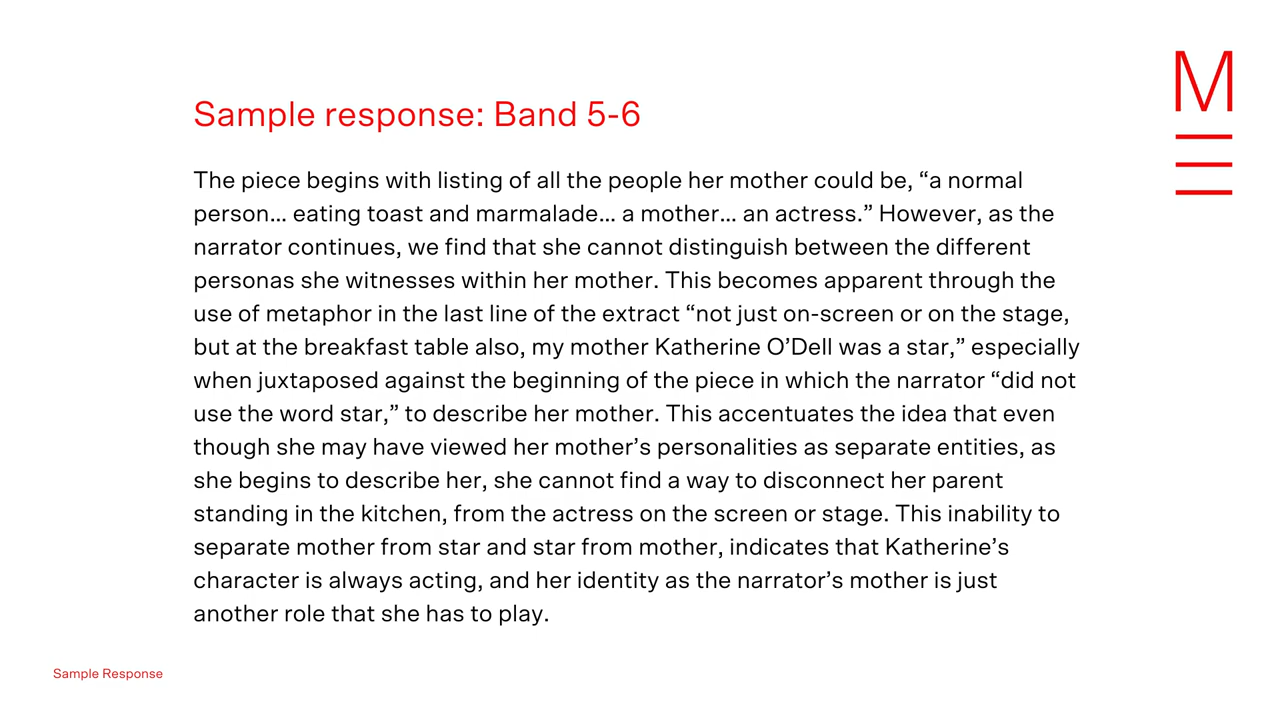 M
Sample response: Band 5-6
The piece begins with listing of all the people her mother could be, “a normal
person... eating toast and marmalade... a mother... an actress.” However, as the
narrator continues, we find that she cannot distinguish between the different
personas she witnesses within her mother. This becomes apparent through the
use of metaphor in the last line of the extract “not just on-screen or on the stage,
but at the breakfast table also, my mother Katherine O’Dell was a star,” especially
when juxtaposed against the beginning of the piece in which the narrator “did not
use the word star,” to describe her mother. This accentuates the idea that even
though she may have viewed her mother’s personalities as separate entities, as
she begins to describe her, she cannot find a way to disconnect her parent
standing in the kitchen, from the actress on the screen or stage. This inability to
separate mother from star and star from mother, indicates that Katherine’s
character is always acting, and her identity as the narrator’s mother is just
another role that she has to play.
Sample Response